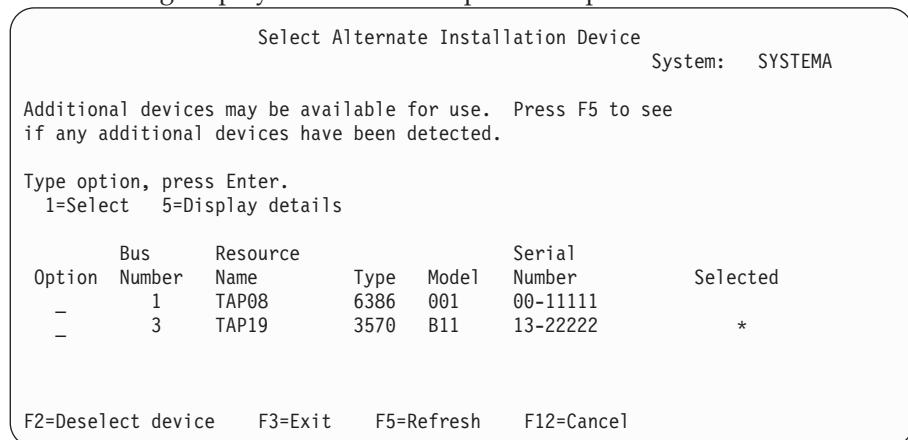 Select Alternate Installation Device
System: SYSTEMA
Additional devices may be available for use. Press F5 to see
if any additional devices have been detected.
Type option, press Enter.
1=Select 5=Display details
Bus Resource Serial
Option Number Name Type Model Number Selected
_ 1 TAP08 6386 001 00-11111
_ 3 TAP19 3570 B11 13-22222 *
F2=Deselect device F3=Exit F5=Refresh F12=Cancel